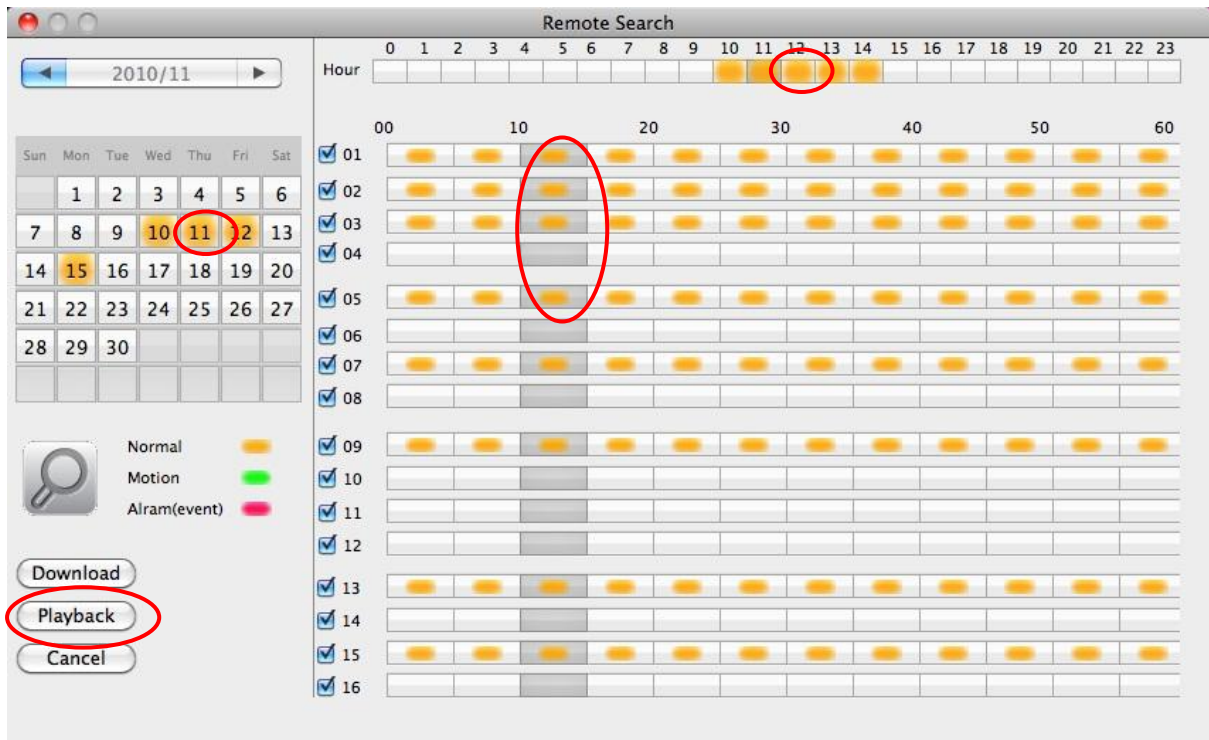 Remote Search
2010/11
Sun Mon Tue Wed Thu Fri Sat
1 2 3 4 5 6
7 8 9 10 11 12 13
14 15 16 17 18 19 20
21 22 23 24 25 26 27
28 29 30
Normal
Motion
Alram(event)
Download
Playback
Cancel
0 1 2 3 4 5 6 7 8 9 10 11 12 13 14 15 16 17 18 19 20 21 22 23
Hour
00 10 20 30 40 50 60
01
02
03
04
05
06
07
08
09
10
11
12
13
14
15
16